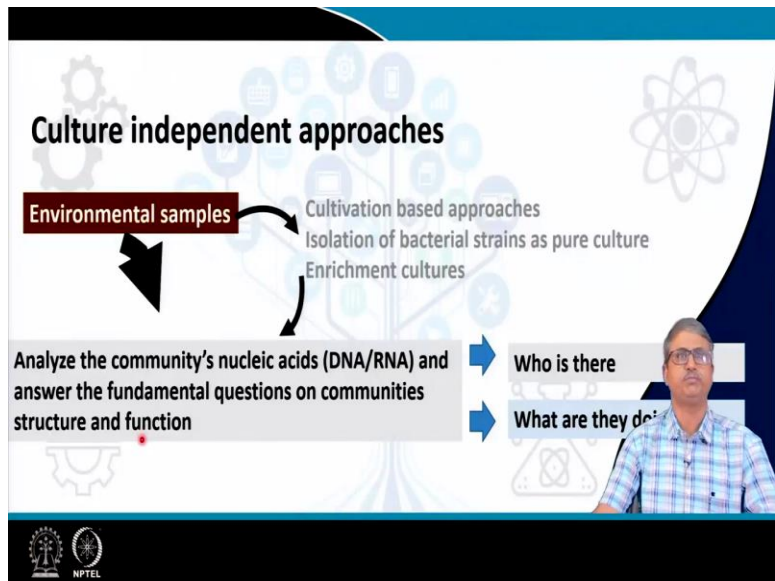 Culture independent approaches
Environmental samples
Cultivation based approaches
Isolation of bacterial strains as pure culture
Enrichment cultures
Analyze the community's nucleic acids (DNA/RNA) and
answer the fundamental questions on communities
structure and function
Who is there
What are they
NPTEL